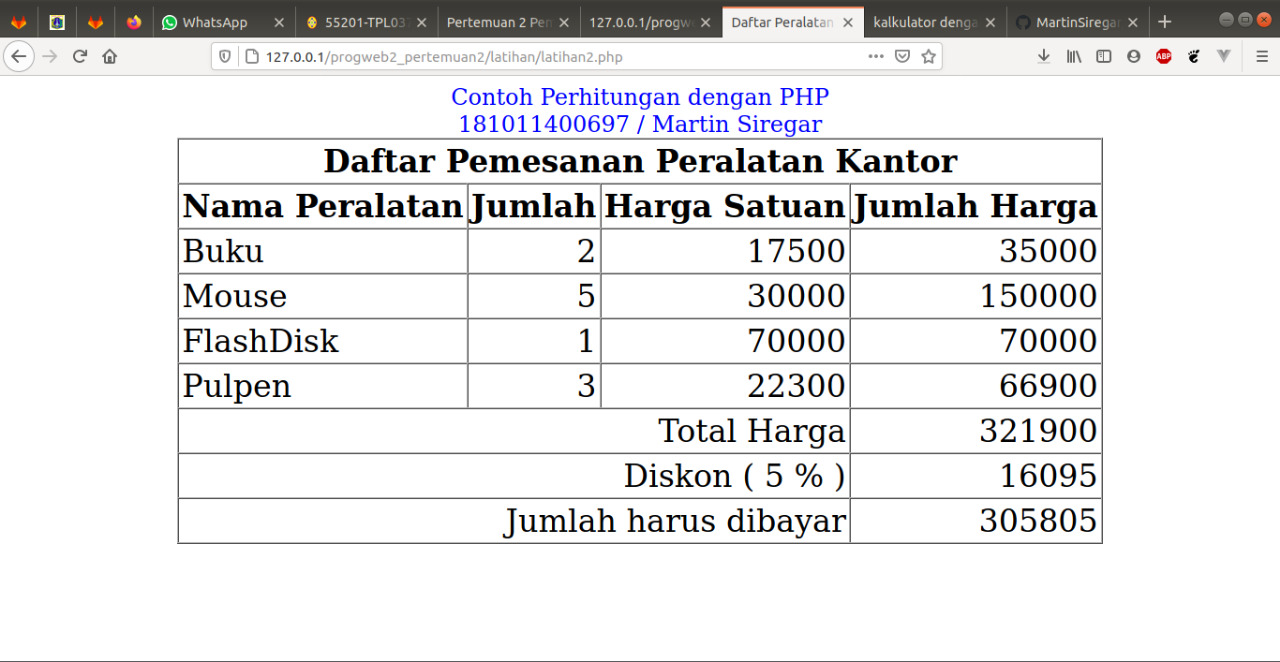 WhatsApp
55201-TPL037
Pertemuan 2 Pen
127.0.0.1/progwe
Daftar Peralatan
kalkulator denga
MartinSiregar
127.0.0.1/progweb2_pertemuan2/latihan/latihan2.php
ABP
Contoh Perhitungan dengan PHP
181011400697 / Martin Siregar
Daftar Pemesanan Peralatan Kantor
Nama Peralatan Jumlah Harga Satuan Jumlah Harga
Buku 2 17500 35000
Mouse 5 30000 150000
FlashDisk 1 70000 70000
Pulpen 3 22300 66900
Total Harga 321900
Diskon ( 5 % ) 16095
Jumlah harus dibayar 305805